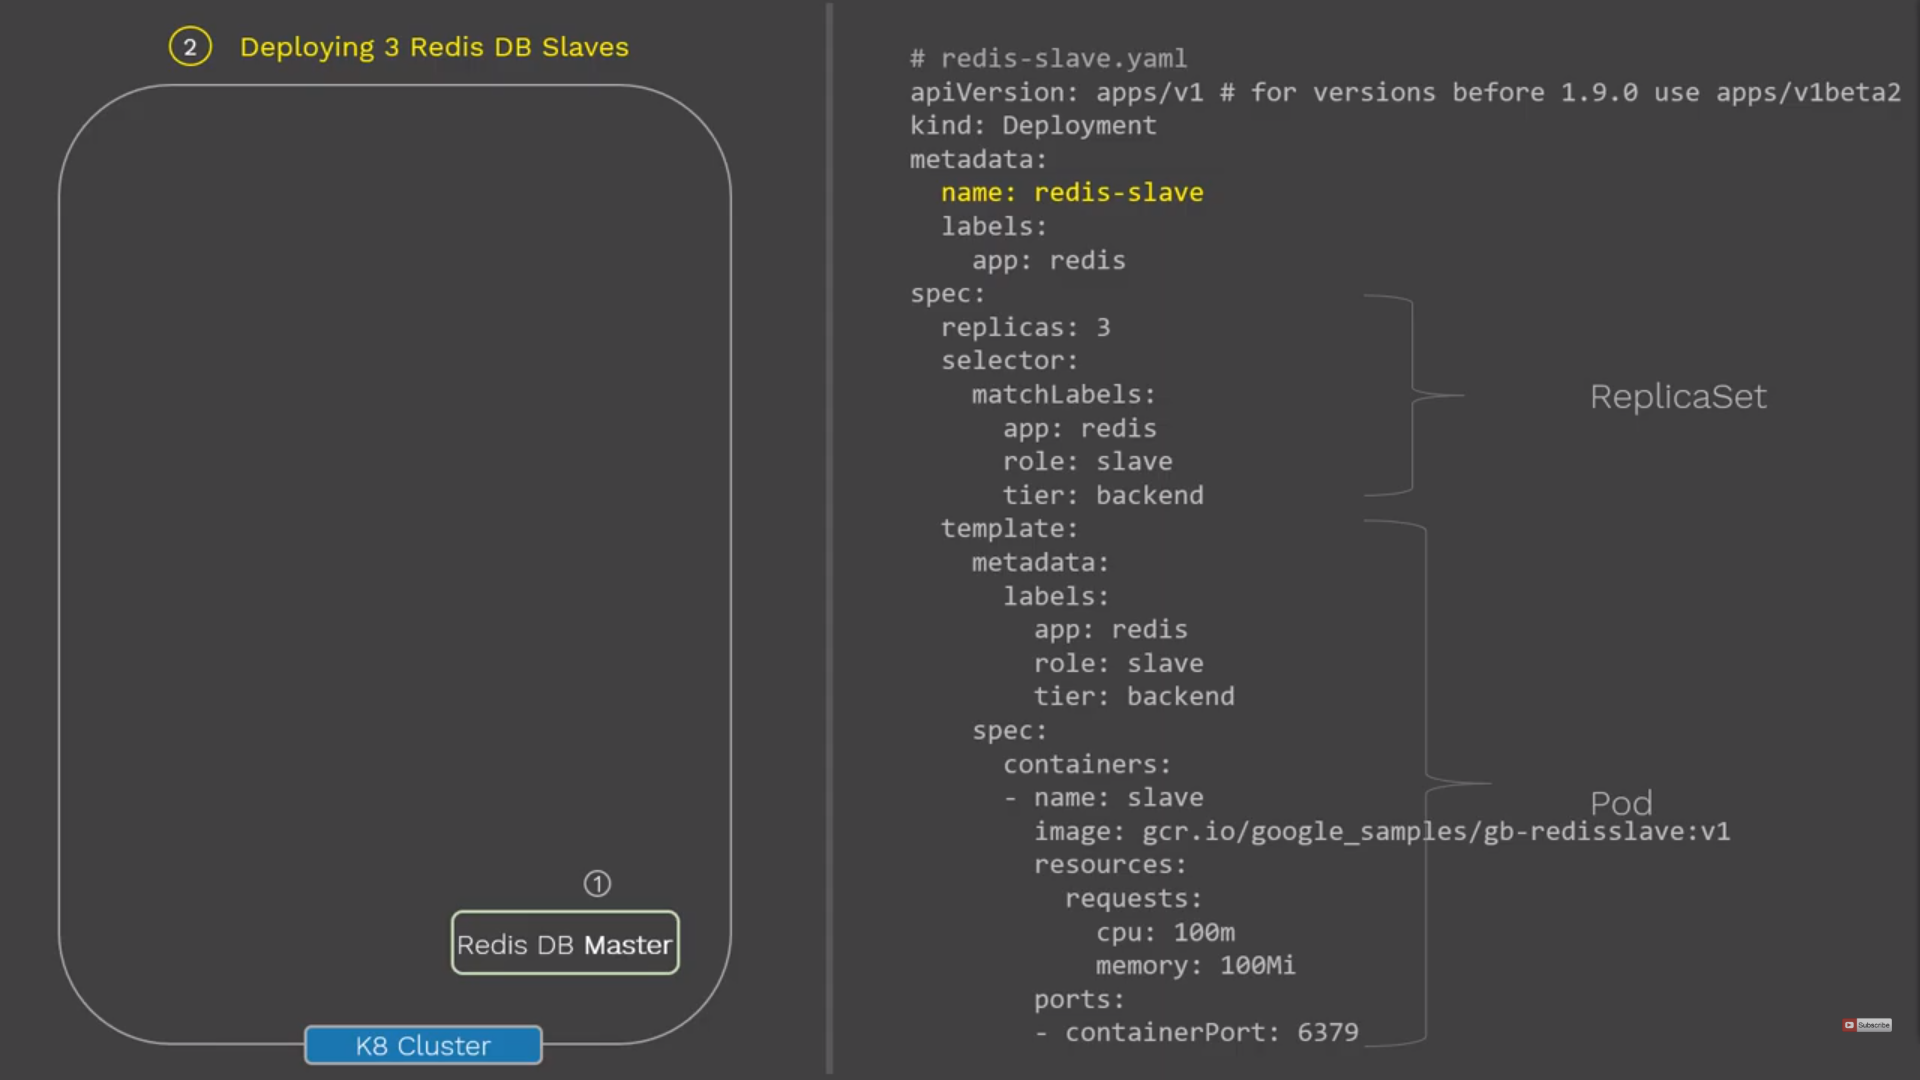 2 Deploying 3 Redis DB Slaves
1
Redis DB Master
K8 Cluster
# redis-slave.yaml
apiVersion: apps/v1 # for versions before 1.9.0 use apps/v1beta2
kind: Deployment
metadata:
  name: redis-slave
  labels:
    app: redis
spec:
  replicas: 3
  selector:
    matchLabels:
      app: redis
      role: slave
      tier: backend
  template:
    metadata:
      labels:
        app: redis
        role: slave
        tier: backend
    spec:
      containers:
      - name: slave
        image: gcr.io/google_samples/gb-redisslave:v1
        resources:
          requests:
            cpu: 100m
            memory: 100Mi
        ports:
        - containerPort: 6379
ReplicaSet
Pod
Subscribe